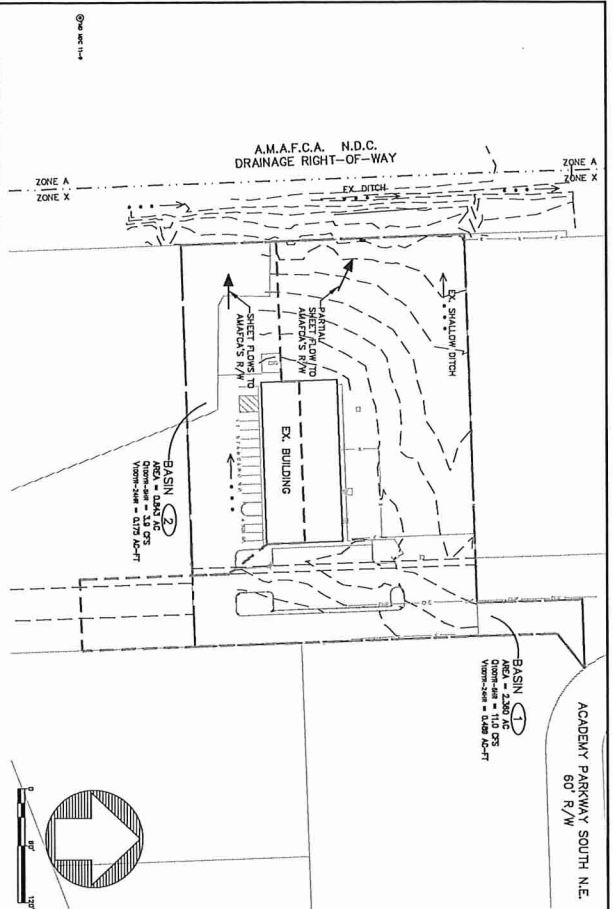 A.M.A.F.C.A. N.D.C.
DRAINAGE RIGHT-OF-WAY
ZONE A
ZONE X
ZONE A
ZONE X
EX. DITCH
EX. SHALLOW DITCH
PARTIAL
SHEET FLOW TO
AMAFCA'S R/W
SHEET FLOWS TO
AMAFCA'S R/W
EX. BUILDING
BASIN 2
AREA = 0.843 AC
Q100YR-6HR = 3.9 CFS
V100YR-24HR = 0.175 AC-FT
BASIN 1
AREA = 2.380 AC
Q100YR-6HR = 11.0 CFS
V100YR-24HR = 0.489 AC-FT
ACADEMY PARKWAY SOUTH N.E.
60' R/W
0 60' 120'